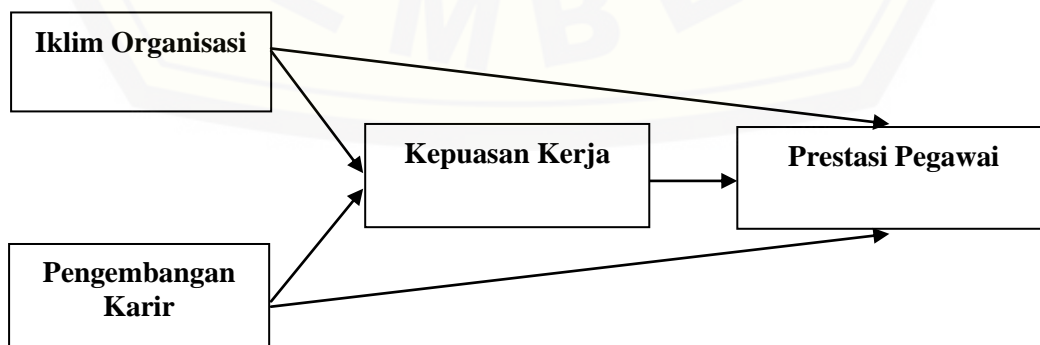 Iklim Organisasi
Kepuasan Kerja
Prestasi Pegawai
Pengembangan
Karir